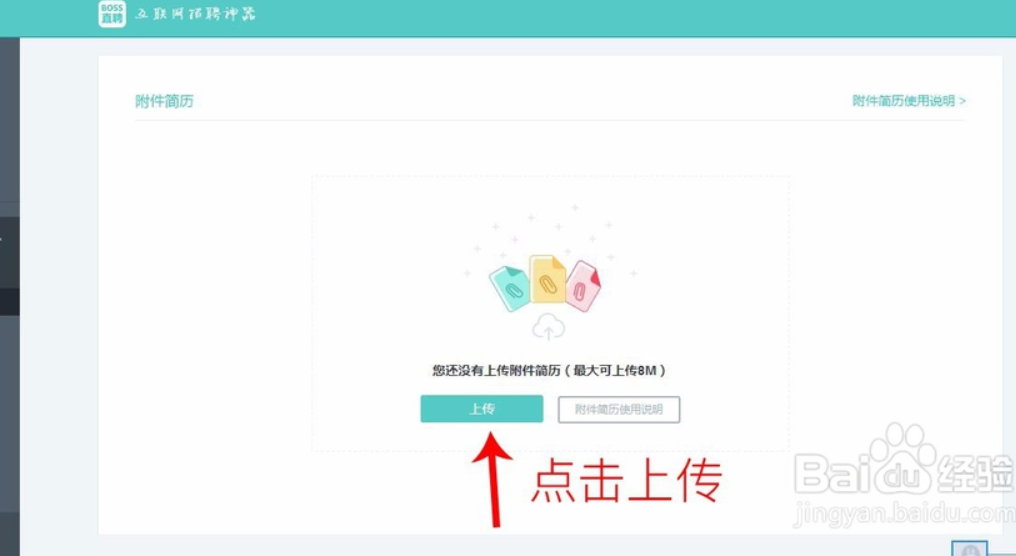 BOSS
直聘
互联网招聘神器
附件简历
附件简历使用说明 >
您还没有上传附件简历（最大可上传8M）
上传
附件简历使用说明
点击上传
Baidu 经验
jingyan.baidu.com